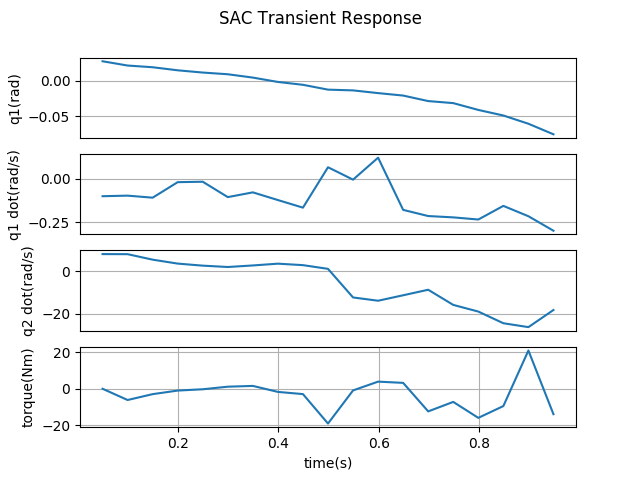 SAC Transient Response
q1(rad)
0.00
−0.05
q1 dot(rad/s)
0.00
−0.25
q2 dot(rad/s)
0
−20
torque(Nm)
20
0
−20
0.2 0.4 0.6 0.8
time(s)